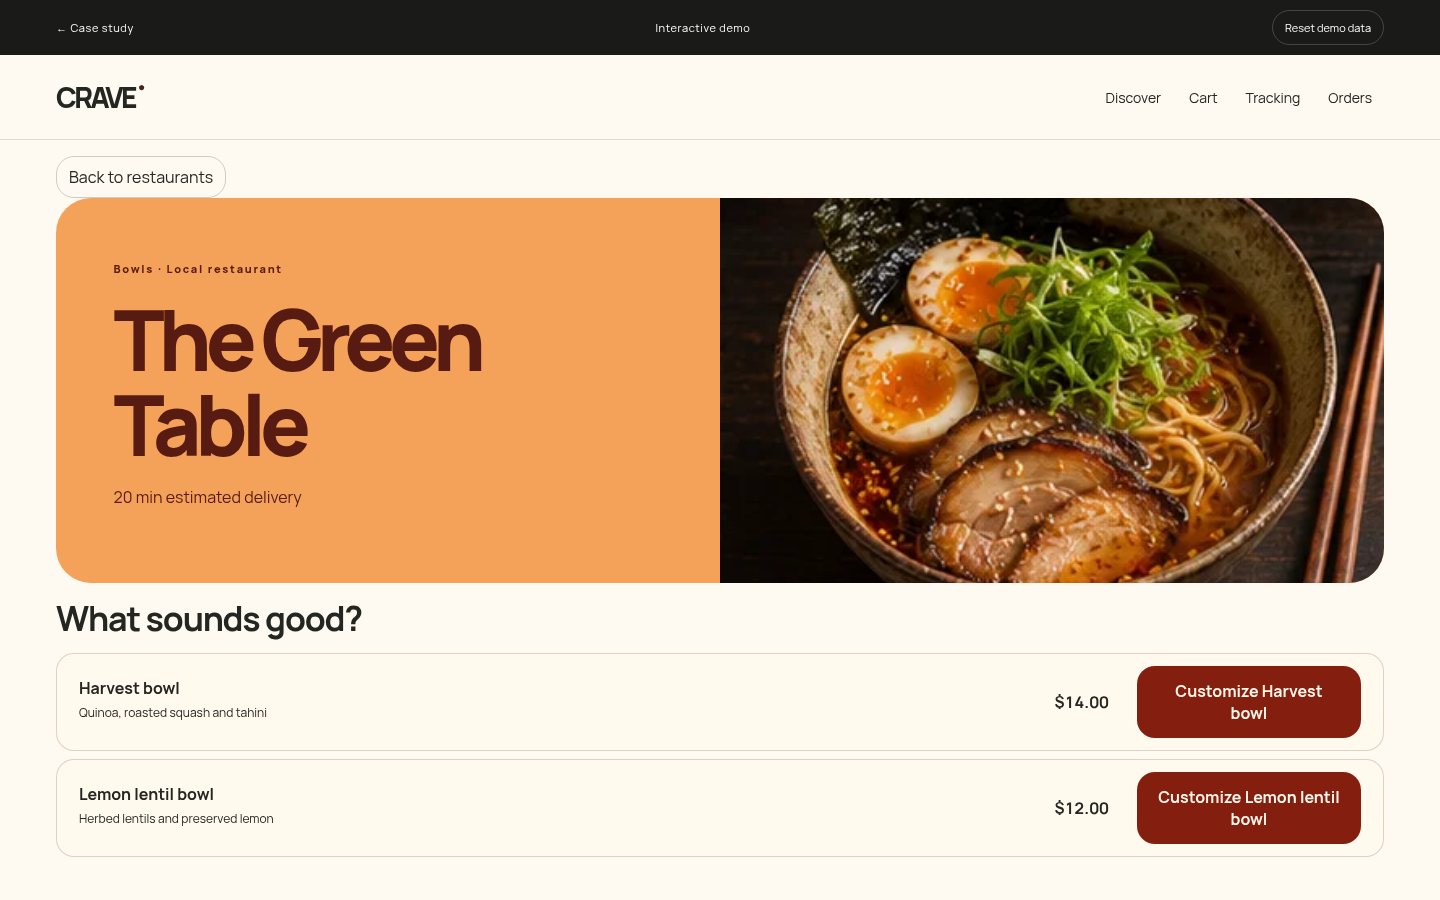 ← Case study
Interactive demo
Reset demo data
CRAVE
Discover
Cart
Tracking
Orders
Back to restaurants
Bowls · Local restaurant
The Green
Table
20 min estimated delivery
What sounds good?
Harvest bowl
Quinoa, roasted squash and tahini
$14.00
Customize Harvest
bowl
Lemon lentil bowl
Herbed lentils and preserved lemon
$12.00
Customize Lemon lentil
bowl